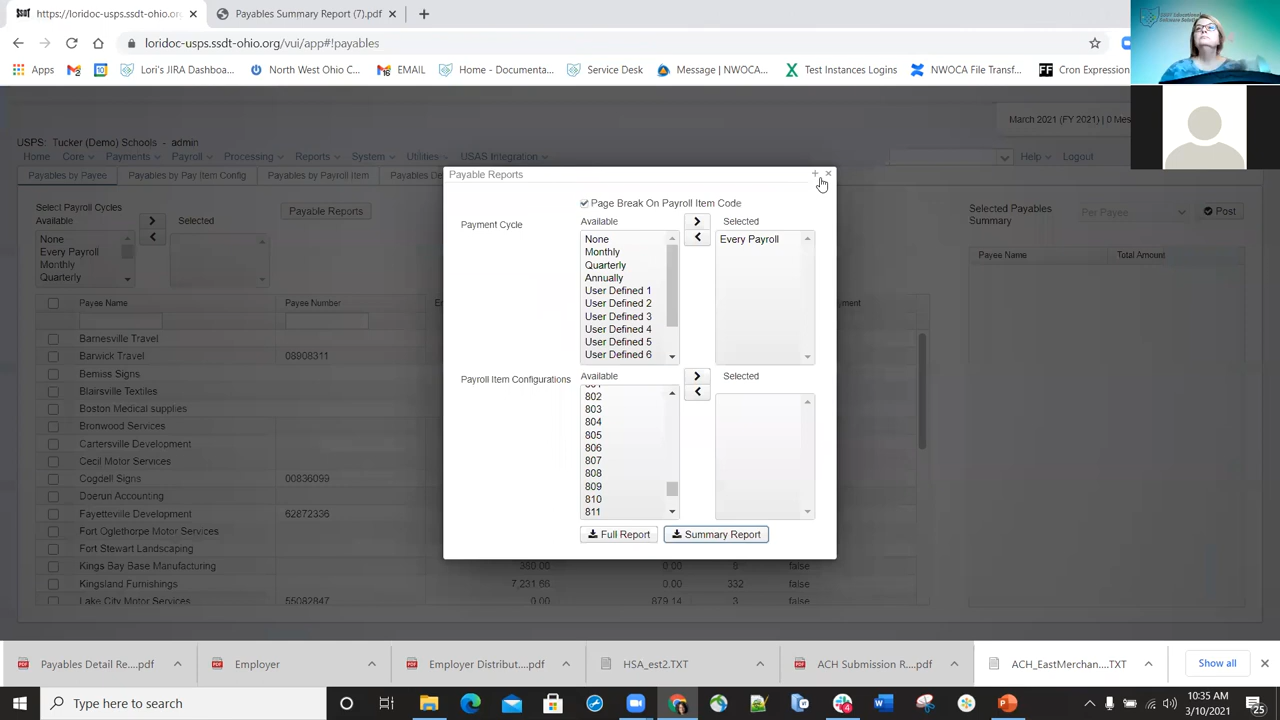 https://loridoc-usps.ssdt-ohio.org/ ×
Payables Summary Report (7).pdf ×
loridoc-usps.ssdt-ohio.org/vui/app#!payables
Apps
Lori's JIRA Dashboa...
North West Ohio C...
EMAIL
Home - Documenta...
Service Desk
Message | NWOCA...
Test Instances Logins
NWOCA File Transf...
Cron Expression
March 2021 (FY 2021) | 0 Mes
USPS: Tucker (Demo) Schools - admin
Home Core Payments Payroll Processing Reports System Utilities USAS Integration Help Logout
Payables by Payee Payables by Pay Item Config Payables by Payroll Item Payables De
Payable Reports
Select Payroll Cycles
Available Selected
Payable Reports
None
Every Payroll
Monthly
Quarterly
Selected Payables
Summary
Per Payee
Post
Payee Name Total Amount
Payee Name Payee Number
Barnesville Travel
Barwick Travel 08908311
Bemiss Signs
Blairsville Textiles
Boston Medical supplies
Bronwood Services
Cartersville Development
Cecil Motor Services
Cogdell Signs 00836099
Doerun Accounting
Fayetteville Development 62872336
Fort Oglethorpe Motor Services
Fort Stewart Landscaping
Kings Bay Base Manufacturing 380.00 0.00 8 false
Kingsland Furnishings 7,231.66 0.00 332 false
Lake City Motor Services 55082847 0.00 879.14 3 false
Page Break On Payroll Item Code
Payment Cycle
Available Selected
None
Monthly
Quarterly
Annually
User Defined 1
User Defined 2
User Defined 3
User Defined 4
User Defined 5
User Defined 6
Every Payroll
Payroll Item Configurations
Available Selected
802
803
804
805
806
807
808
809
810
811
Full Report Summary Report
Payables Detail Re....pdf
Employer
Employer Distribut....pdf
HSA_est2.TXT
ACH Submission R....pdf
ACH_EastMerchan....TXT
Show all
Type here to search
10:35 AM
3/10/2021
25